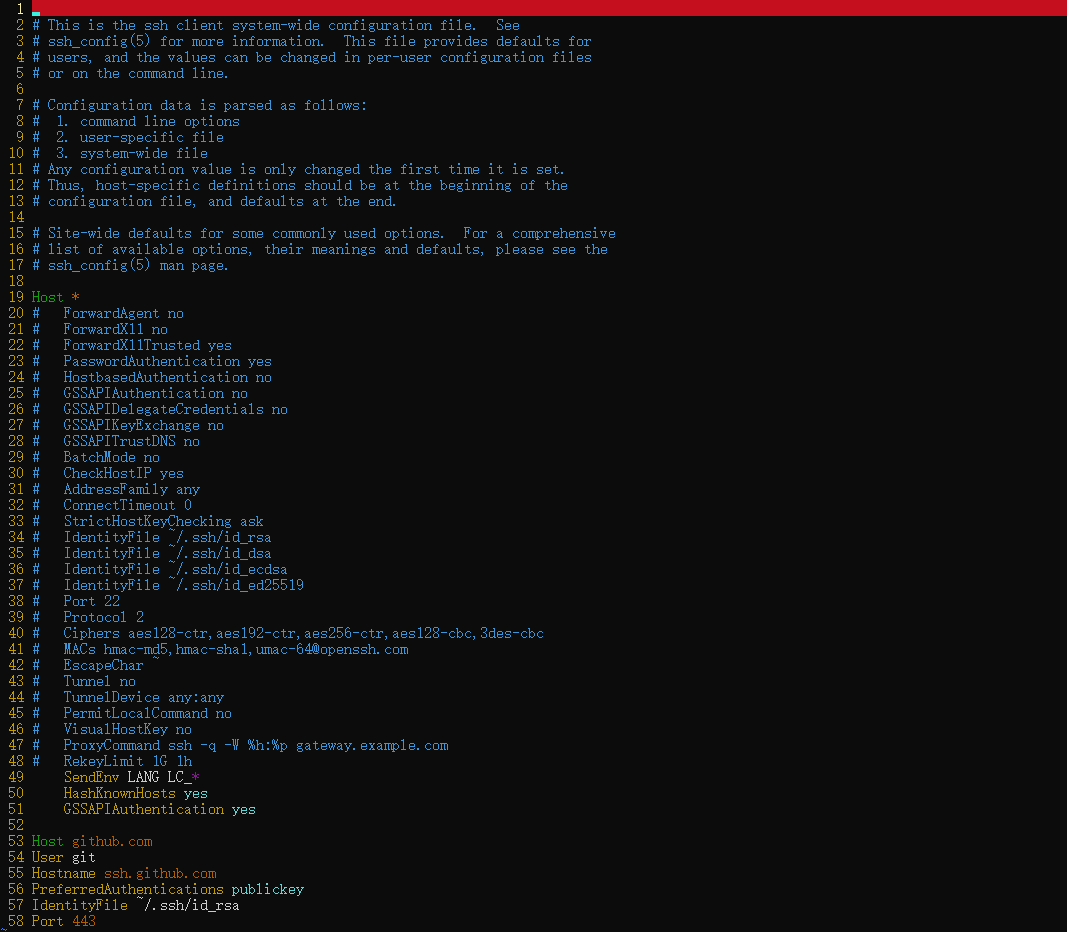 1
2 # This is the ssh client system-wide configuration file.  See
3 # ssh_config(5) for more information.  This file provides defaults for
4 # users, and the values can be changed in per-user configuration files
5 # or on the command line.
6
7 # Configuration data is parsed as follows:
8 #  1. command line options
9 #  2. user-specific file
10 #  3. system-wide file
11 # Any configuration value is only changed the first time it is set.
12 # Thus, host-specific definitions should be at the beginning of the
13 # configuration file, and defaults at the end.
14
15 # Site-wide defaults for some commonly used options.  For a comprehensive
16 # list of available options, their meanings and defaults, please see the
17 # ssh_config(5) man page.
18
19 Host *
20 #   ForwardAgent no
21 #   ForwardX11 no
22 #   ForwardX11Trusted yes
23 #   PasswordAuthentication yes
24 #   HostbasedAuthentication no
25 #   GSSAPIAuthentication no
26 #   GSSAPIDelegateCredentials no
27 #   GSSAPIKeyExchange no
28 #   GSSAPITrustDNS no
29 #   BatchMode no
30 #   CheckHostIP yes
31 #   AddressFamily any
32 #   ConnectTimeout 0
33 #   StrictHostKeyChecking ask
34 #   IdentityFile ~/.ssh/id_rsa
35 #   IdentityFile ~/.ssh/id_dsa
36 #   IdentityFile ~/.ssh/id_ecdsa
37 #   IdentityFile ~/.ssh/id_ed25519
38 #   Port 22
39 #   Protocol 2
40 #   Ciphers aes128-ctr,aes192-ctr,aes256-ctr,aes128-cbc,3des-cbc
41 #   MACs hmac-md5,hmac-sha1,umac-64@openssh.com
42 #   EscapeChar ~
43 #   Tunnel no
44 #   TunnelDevice any:any
45 #   PermitLocalCommand no
46 #   VisualHostKey no
47 #   ProxyCommand ssh -q -W %h:%p gateway.example.com
48 #   RekeyLimit 1G 1h
49     SendEnv LANG LC_*
50     HashKnownHosts yes
51     GSSAPIAuthentication yes
52
53 Host github.com
54 User git
55 Hostname ssh.github.com
56 PreferredAuthentications publickey
57 IdentityFile ~/.ssh/id_rsa
58 Port 443
~